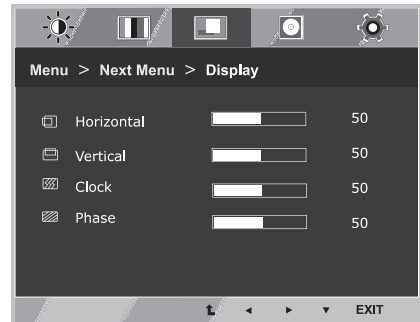 Menu > Next Menu > Display
Horizontal 50
Vertical 50
Clock 50
Phase 50
EXIT